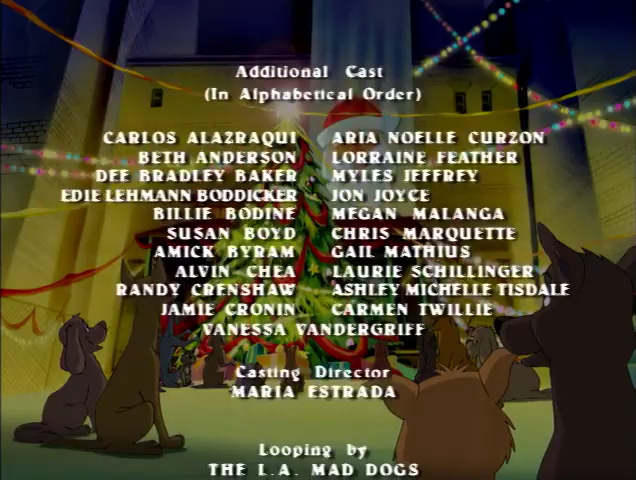 Additional Cast
(In Alphabetical Order)
CARLOS ALAZRAQUI ARIA NOELLE CURZON
BETH ANDERSON LORRAINE FEATHER
DEE BRADLEY BAKER MYLES JEFFREY
EDIE LEHMANN BODDICKER JON JOYCE
BILLIE BODINE MEGAN MALANGA
SUSAN BOYD CHRIS MARQUETTE
AMICK BYRAM GAIL MATHIUS
ALVIN CHEA LAURIE SCHILLINGER
RANDY CRENSHAW ASHLEY MICHELLE TISDALE
JAMIE CRONIN CARMEN TWILLIE
VANESSA VANDERGRIFF
Casting Director
MARIA ESTRADA
Looping by
THE L.A. MAD DOGS